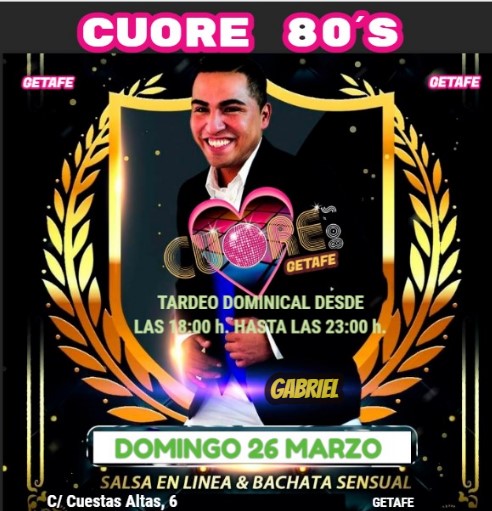 CUORE 80´S
GETAFE
GETAFE
CUORE 80's
GETAFE
TARDEO DOMINICAL DESDE
LAS 18:00 h. HASTA LAS 23:00 h.
GABRIEL
DOMINGO 26 MARZO
SALSA EN LINEA & BACHATA SENSUAL
C/ Cuestas Altas, 6
GETAFE